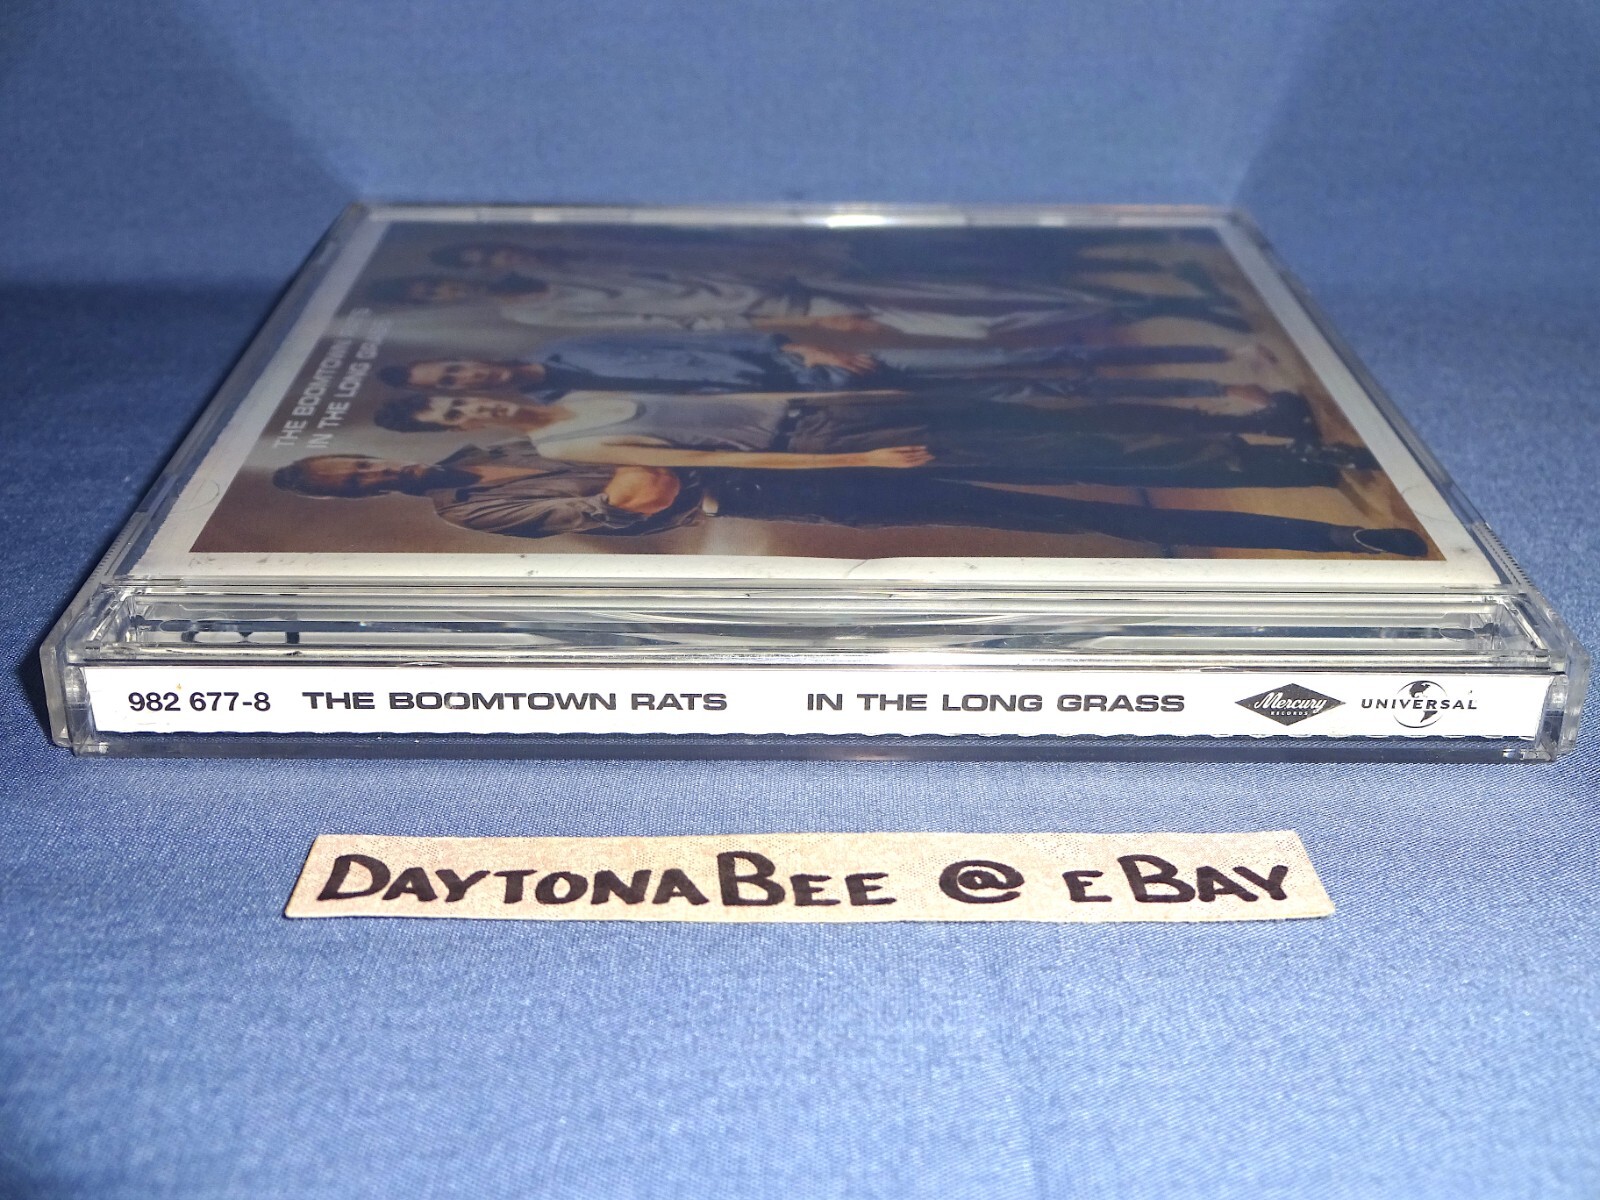 THE BOOMTOWN RATS
IN THE LONG GRASS
982 677-8 THE BOOMTOWN RATS IN THE LONG GRASS Mercury RECORDS UNIVERSAL
DAYTONABEE @ EBAY